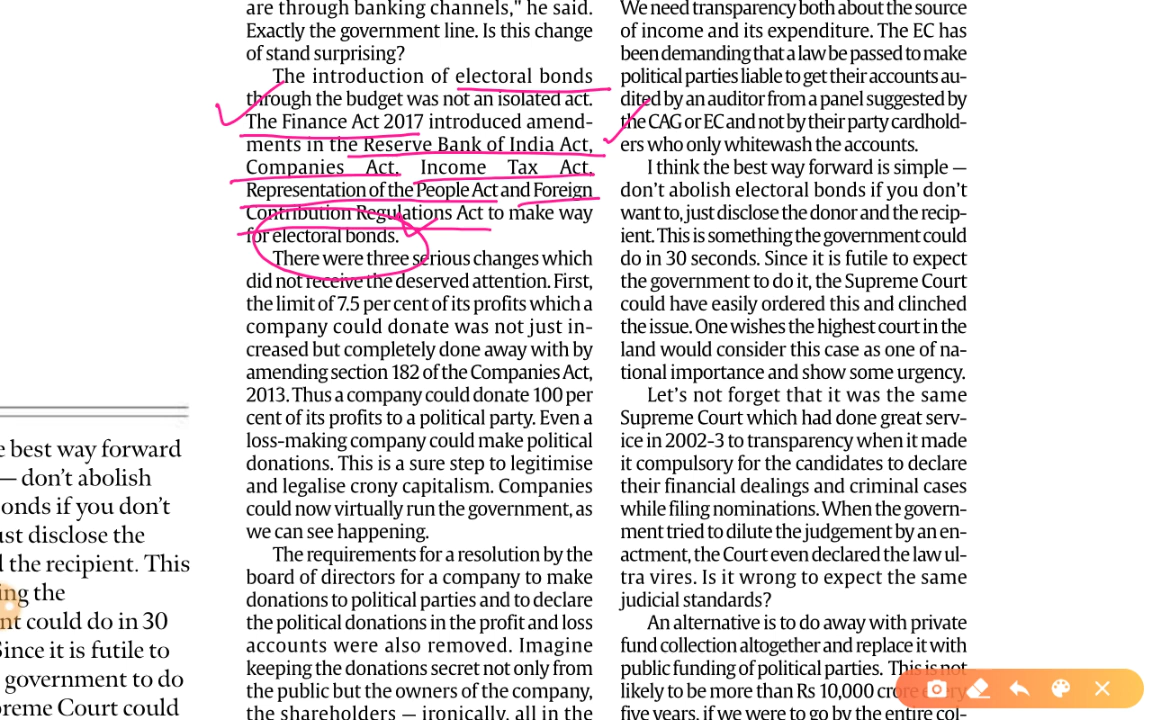 are through banking channels," he said.
Exactly the government line. Is this change
of stand surprising?
The introduction of electoral bonds
through the budget was not an isolated act.
The Finance Act 2017 introduced amend-
ments in the Reserve Bank of India Act,
Companies Act, Income Tax Act,
Representation of the People Act and Foreign
Contribution Regulations Act to make way
for electoral bonds.
There were three serious changes which
did not receive the deserved attention. First,
the limit of 7.5 per cent of its profits which a
company could donate was not just in-
creased but completely done away with by
amending section 182 of the Companies Act,
2013. Thus a company could donate 100 per
cent of its profits to a political party. Even a
loss-making company could make political
donations. This is a sure step to legitimise
and legalise crony capitalism. Companies
could now virtually run the government, as
we can see happening.
The requirements for a resolution by the
board of directors for a company to make
donations to political parties and to declare
the political donations in the profit and loss
accounts were also removed. Imagine
keeping the donations secret not only from
the public but the owners of the company,
the shareholders — ironically, all in the
We need transparency both about the source
of income and its expenditure. The EC has
been demanding that a law be passed to make
political parties liable to get their accounts au-
dited by an auditor from a panel suggested by
the CAG or EC and not by their party cardhold-
ers who only whitewash the accounts.
I think the best way forward is simple —
don't abolish electoral bonds if you don't
want to, just disclose the donor and the recip-
ient. This is something the government could
do in 30 seconds. Since it is futile to expect
the government to do it, the Supreme Court
could have easily ordered this and clinched
the issue. One wishes the highest court in the
land would consider this case as one of na-
tional importance and show some urgency.
Let's not forget that it was the same
Supreme Court which had done great serv-
ice in 2002-3 to transparency when it made
it compulsory for the candidates to declare
their financial dealings and criminal cases
while filing nominations. When the govern-
ment tried to dilute the judgement by an en-
actment, the Court even declared the law ul-
tra vires. Is it wrong to expect the same
judicial standards?
An alternative is to do away with private
fund collection altogether and replace it with
public funding of political parties. This is not
likely to be more than Rs 10,000 crore every
five years, if we were to go by the entire col-
e best way forward
— don't abolish
onds if you don't
ust disclose the
d the recipient. This
ing the
nt could do in 30
Since it is futile to
government to do
preme Court could